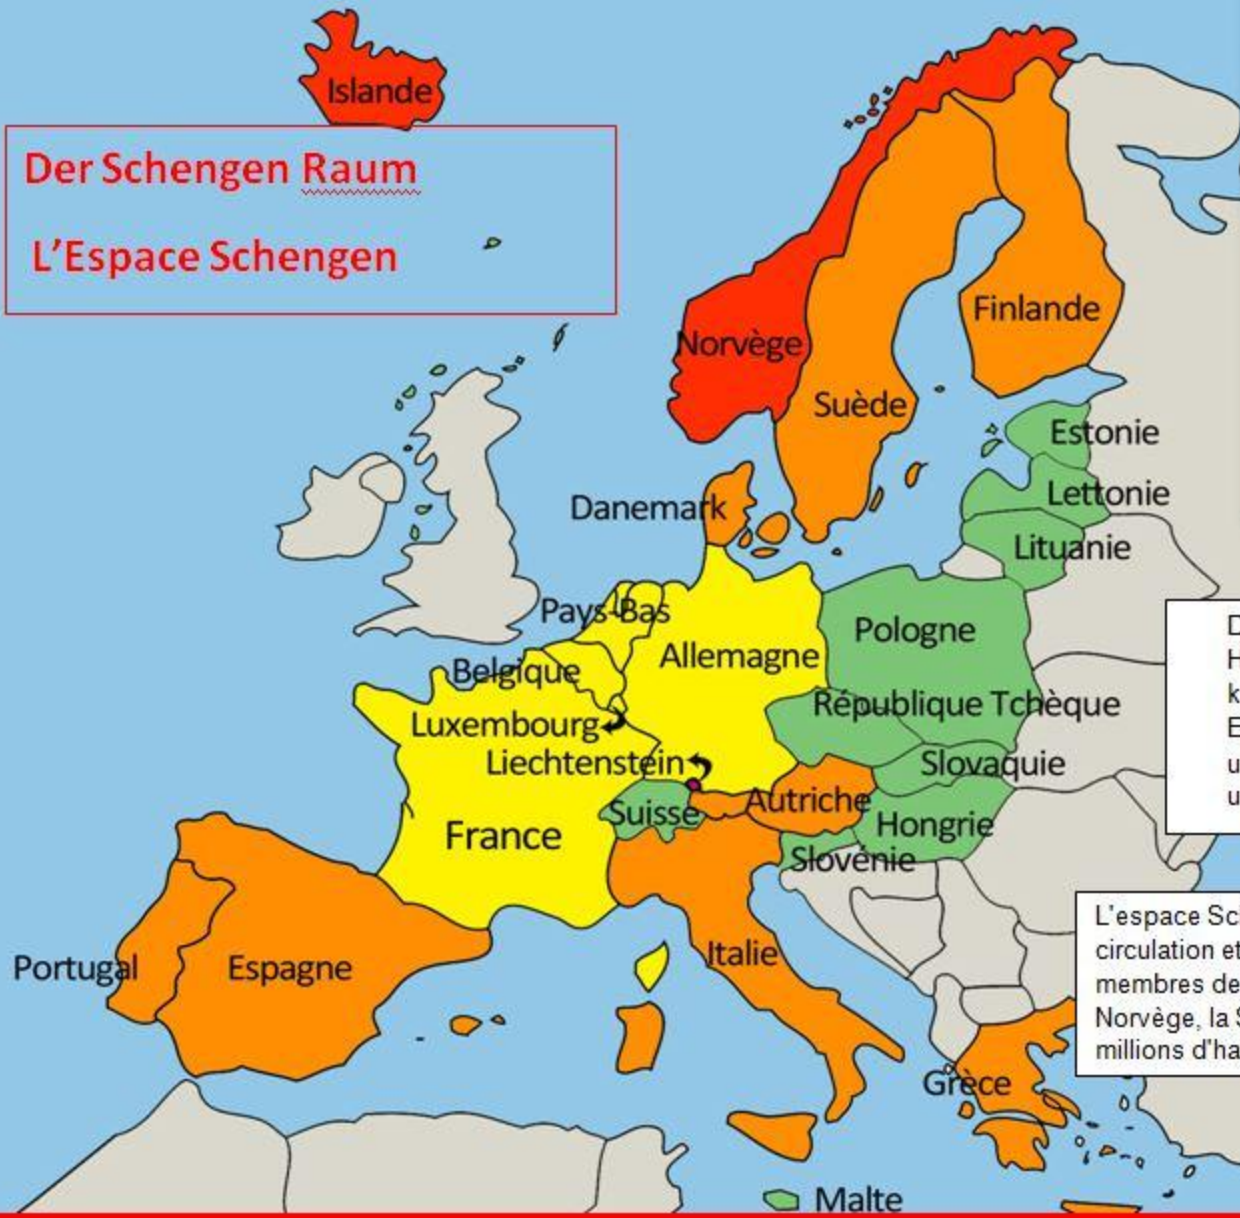 Islande
Der Schengen Raum
L'Espace Schengen
Norvège
Finlande
Suède
Estonie
Lettonie
Danemark
Lituanie
Pays-Bas
Pologne
Allemagne
Belgique
République Tchèque
Luxembourg
Liechtenstein
Slovaquie
Autriche
Suisse
Hongrie
France
Slovénie
Italie
Portugal
Espagne
Grèce
Malte
D
H
k
E
u
u
L'espace Sc
circulation et
membres de
Norvège, la S
millions d'ha